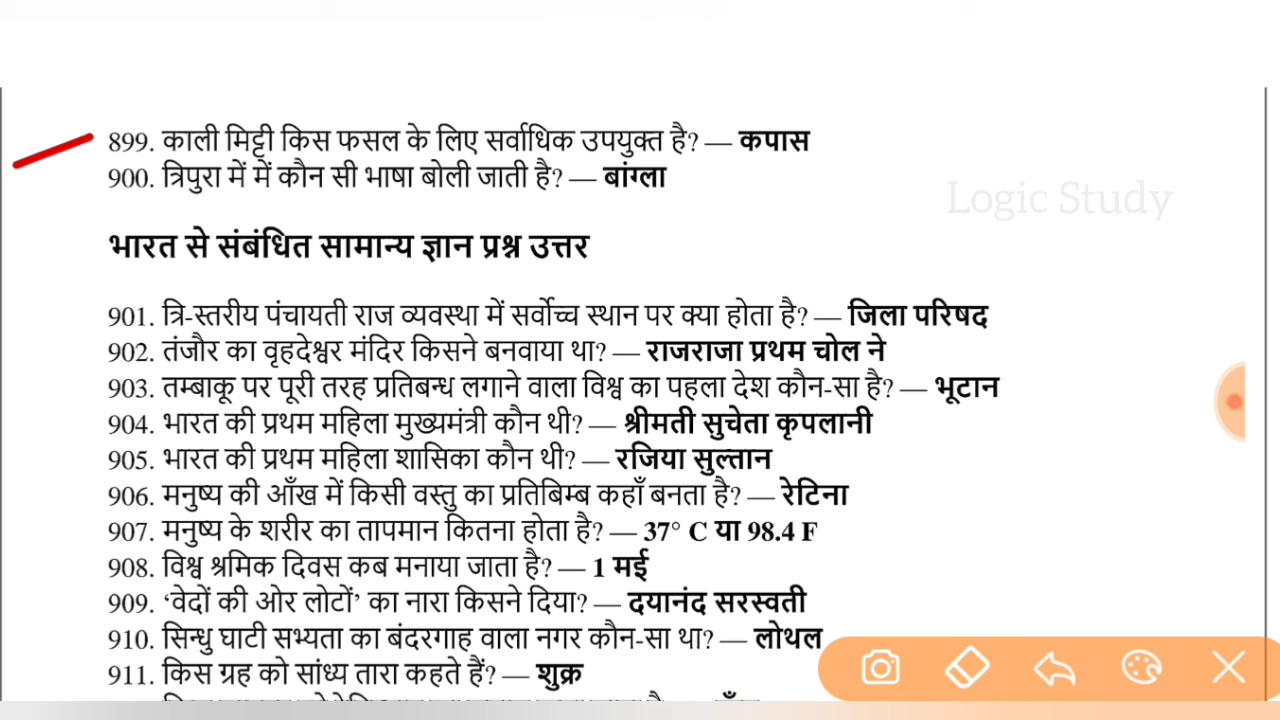 899. काली मिट्टी किस फसल के लिए सर्वाधिक उपयुक्त है? — कपास
900. त्रिपुरा में में कौन सी भाषा बोली जाती है? — बांग्ला
Logic Study
भारत से संबंधित सामान्य ज्ञान प्रश्न उत्तर
901. त्रि-स्तरीय पंचायती राज व्यवस्था में सर्वोच्च स्थान पर क्या होता है? — जिला परिषद
902. तंजौर का वृहदेश्वर मंदिर किसने बनवाया था? — राजराजा प्रथम चोल ने
903. तम्बाकू पर पूरी तरह प्रतिबन्ध लगाने वाला विश्व का पहला देश कौन-सा है? — भूटान
904. भारत की प्रथम महिला मुख्यमंत्री कौन थी? — श्रीमती सुचेता कृपलानी
905. भारत की प्रथम महिला शासिका कौन थी? — रजिया सुल्तान
906. मनुष्य की आँख में किसी वस्तु का प्रतिबिम्ब कहाँ बनता है? — रेटिना
907. मनुष्य के शरीर का तापमान कितना होता है? — 37° C या 98.4 F
908. विश्व श्रमिक दिवस कब मनाया जाता है? — 1 मई
909. ‘वेदों की ओर लोटों’ का नारा किसने दिया? — दयानंद सरस्वती
910. सिन्धु घाटी सभ्यता का बंदरगाह वाला नगर कौन-सा था? — लोथल
911. किस ग्रह को सांध्य तारा कहते हैं? — शुक्र